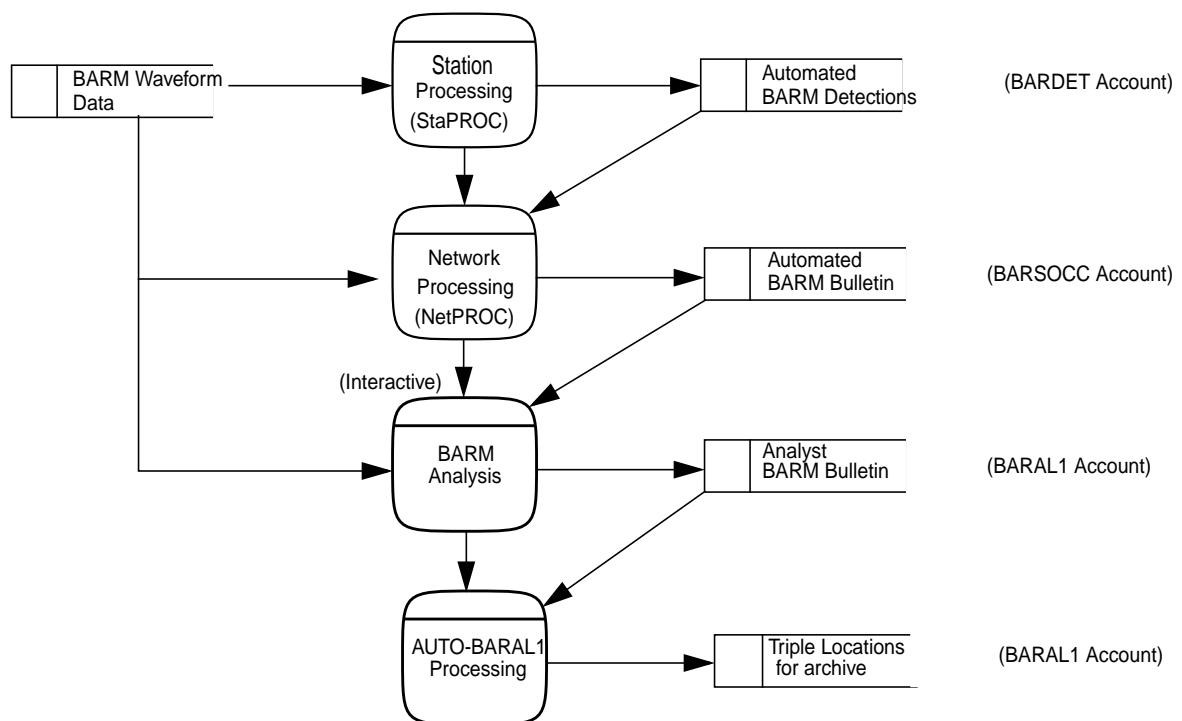 BARM Waveform
Data
Station
Processing
(StaPROC)
Automated
BARM Detections
(BARDET Account)
Network
Processing
(NetPROC)
Automated
BARM Bulletin
(BARSOCC Account)
(Interactive)
BARM
Analysis
Analyst
BARM Bulletin
(BARAL1 Account)
AUTO-BARAL1
Processing
Triple Locations
for archive
(BARAL1 Account)